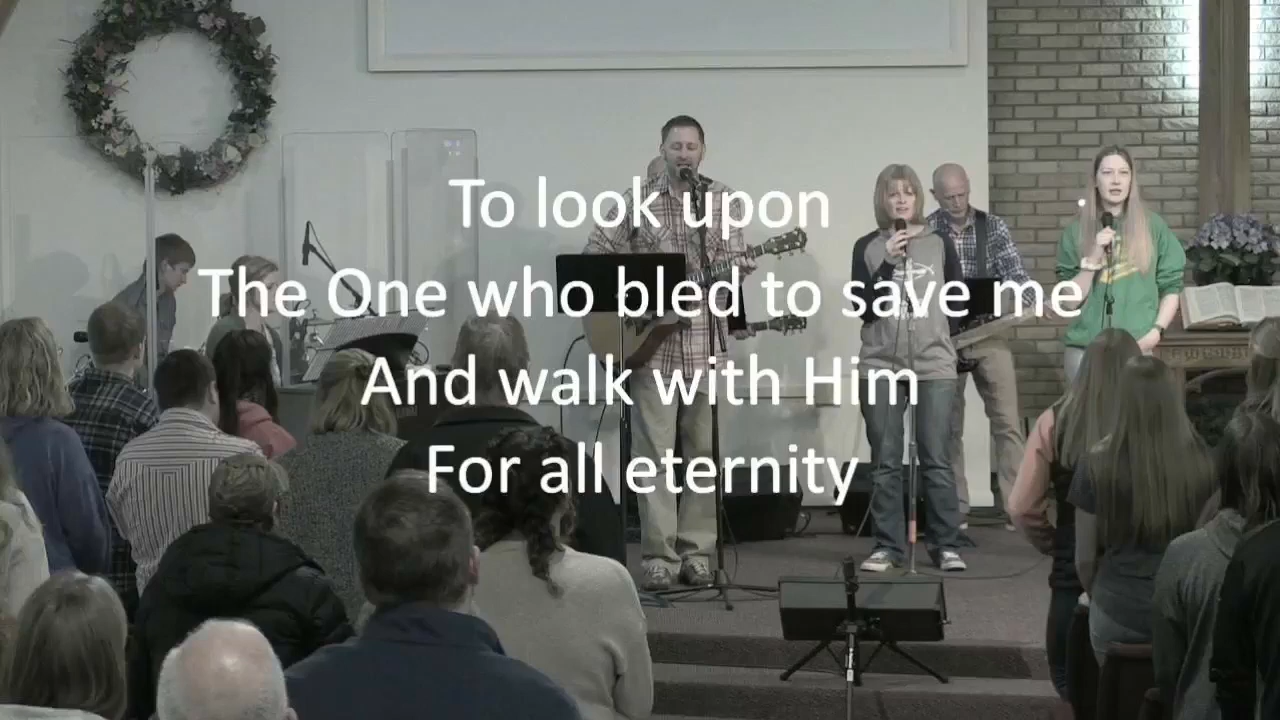 To look upon
The One who bled to save me
And walk with Him
For all eternity